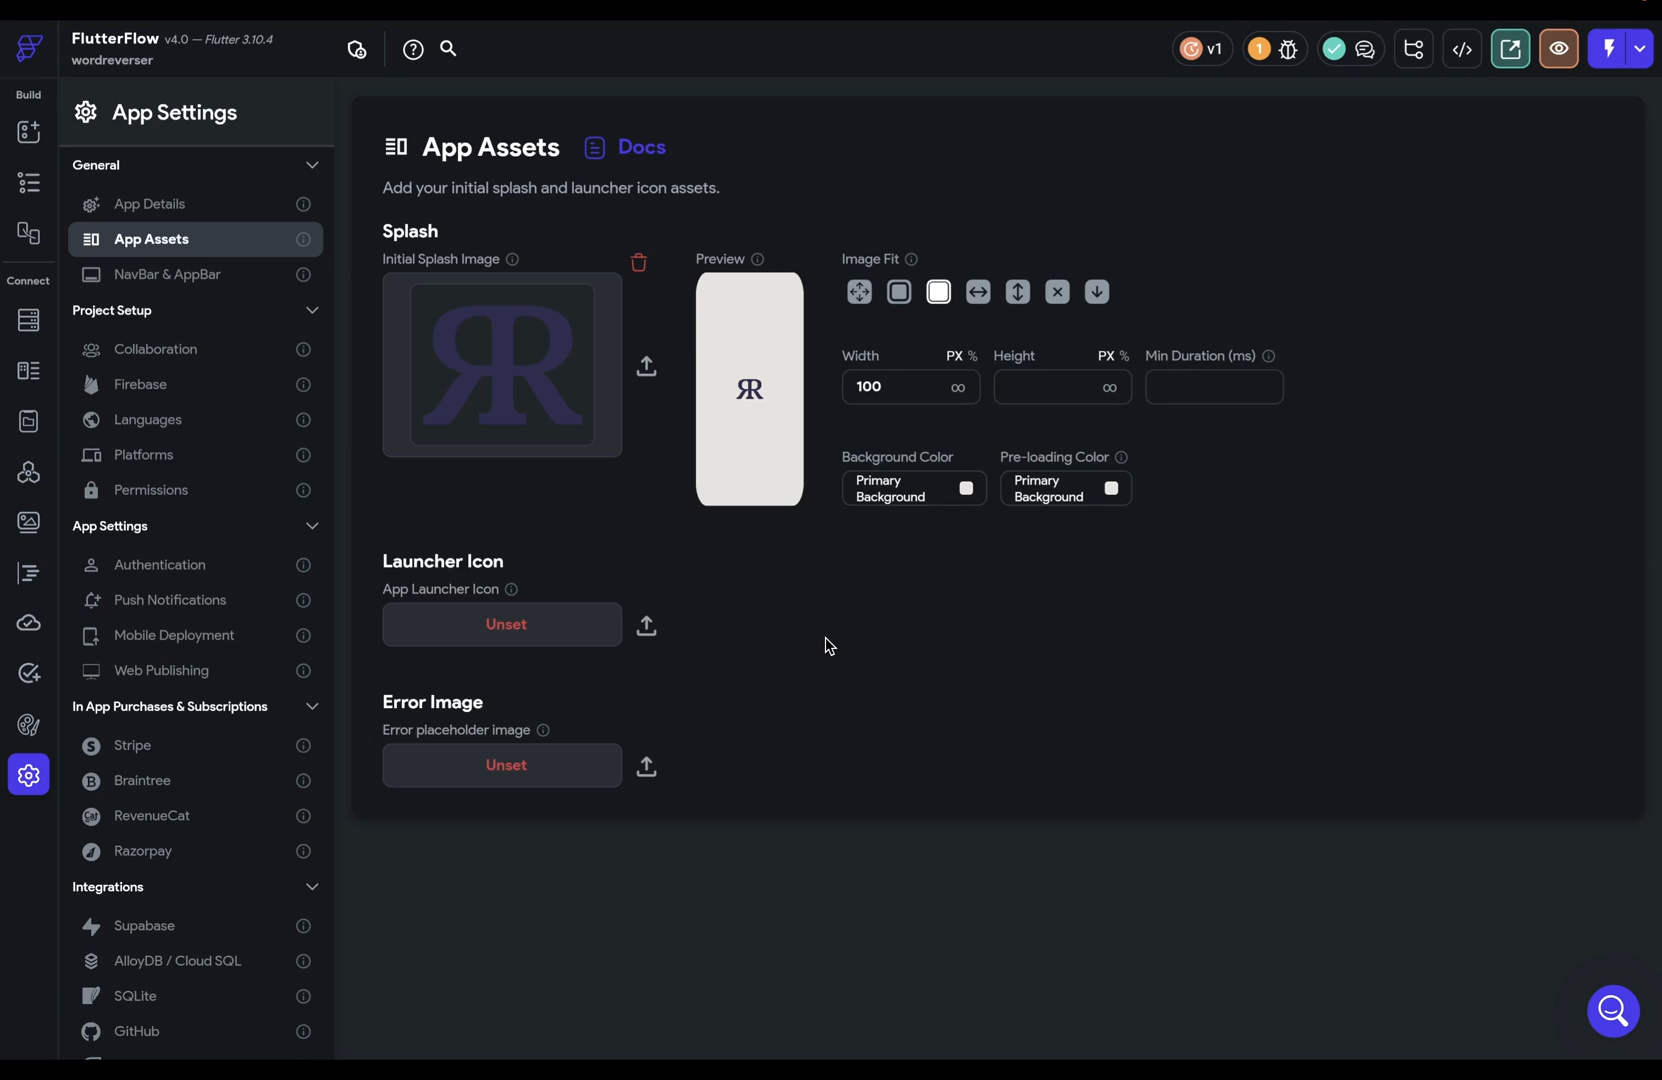 FlutterFlow v4.0 — Flutter 3.10.4
wordreverser
v1
1
Build
Connect
App Settings
General
App Details
App Assets
NavBar & AppBar
Project Setup
Collaboration
Firebase
Languages
Platforms
Permissions
App Settings
Authentication
Push Notifications
Mobile Deployment
Web Publishing
In App Purchases & Subscriptions
Stripe
Braintree
RevenueCat
Razorpay
Integrations
Supabase
AlloyDB / Cloud SQL
SQLite
GitHub
App Assets Docs
Add your initial splash and launcher icon assets.
Splash
Initial Splash Image
Preview
Image Fit
Width PX % Height PX % Min Duration (ms)
100 ∞ ∞
Background Color Pre-loading Color
Primary
Background
Primary
Background
Launcher Icon
App Launcher Icon
Unset
Error Image
Error placeholder image
Unset